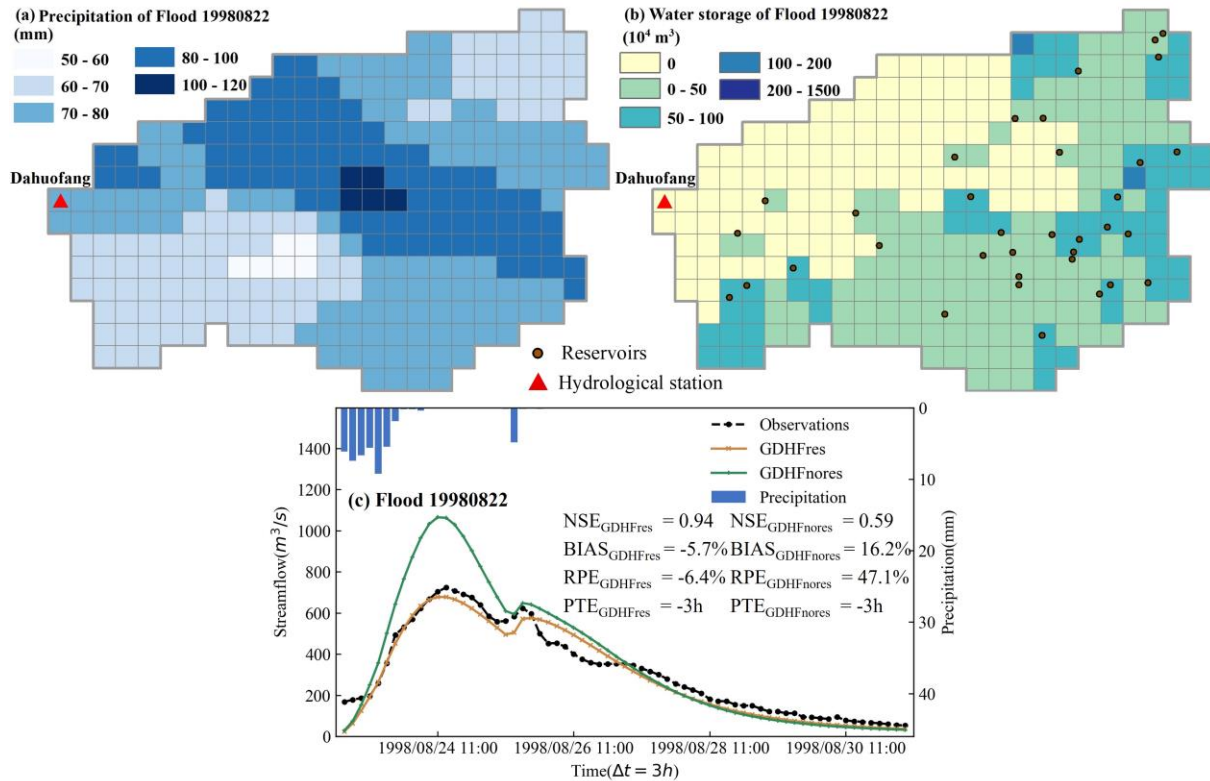 (a) Precipitation of Flood 19980822
(mm)
50 - 60
60 - 70
70 - 80
80 - 100
100 - 120
Dahuofang
(b) Water storage of Flood 19980822
(10⁴ m³)
0
0 - 50
50 - 100
100 - 200
200 - 1500
Dahuofang
Reservoirs
Hydrological station
Observations
GDHFres
GDHFnores
Precipitation
(c) Flood 19980822
NSE_GDHFres = 0.94 NSE_GDHFnores = 0.59
BIAS_GDHFres = -5.7% BIAS_GDHFnores = 16.2%
RPE_GDHFres = -6.4% RPE_GDHFnores = 47.1%
PTE_GDHFres = -3h PTE_GDHFnores = -3h
Streamflow(m³/s)
1400
1200
1000
800
600
400
200
0
Precipitation(mm)
0
10
20
30
40
1998/08/24 11:00 1998/08/26 11:00 1998/08/28 11:00 1998/08/30 11:00
Time(Δt = 3h)